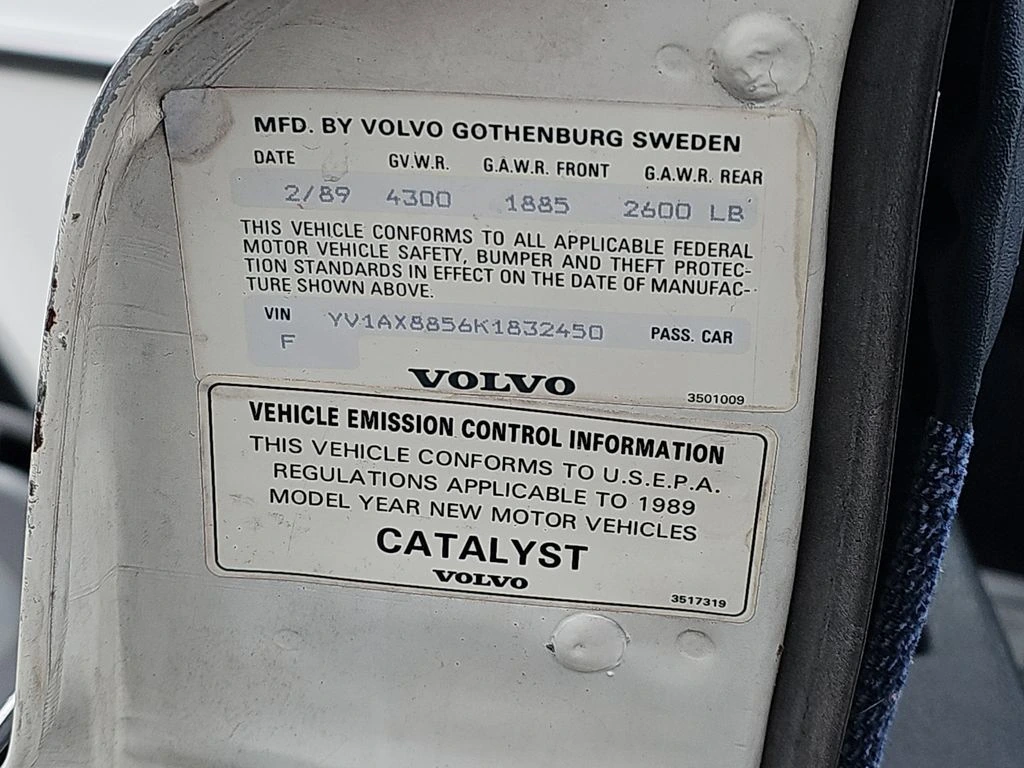 MFD. BY VOLVO GOTHENBURG SWEDEN
DATE GV.W.R. G.A.W.R. FRONT G.A.W.R. REAR
2/89 4300 1885 2600 LB
THIS VEHICLE CONFORMS TO ALL APPLICABLE FEDERAL
MOTOR VEHICLE SAFETY, BUMPER AND THEFT PROTEC-
TION STANDARDS IN EFFECT ON THE DATE OF MANUFAC-
TURE SHOWN ABOVE.
VIN YV1AX8856K1832450 PASS. CAR
F
VOLVO
3501009
VEHICLE EMISSION CONTROL INFORMATION
THIS VEHICLE CONFORMS TO U.S.E.P.A.
REGULATIONS APPLICABLE TO 1989
MODEL YEAR NEW MOTOR VEHICLES
CATALYST
VOLVO
3517319